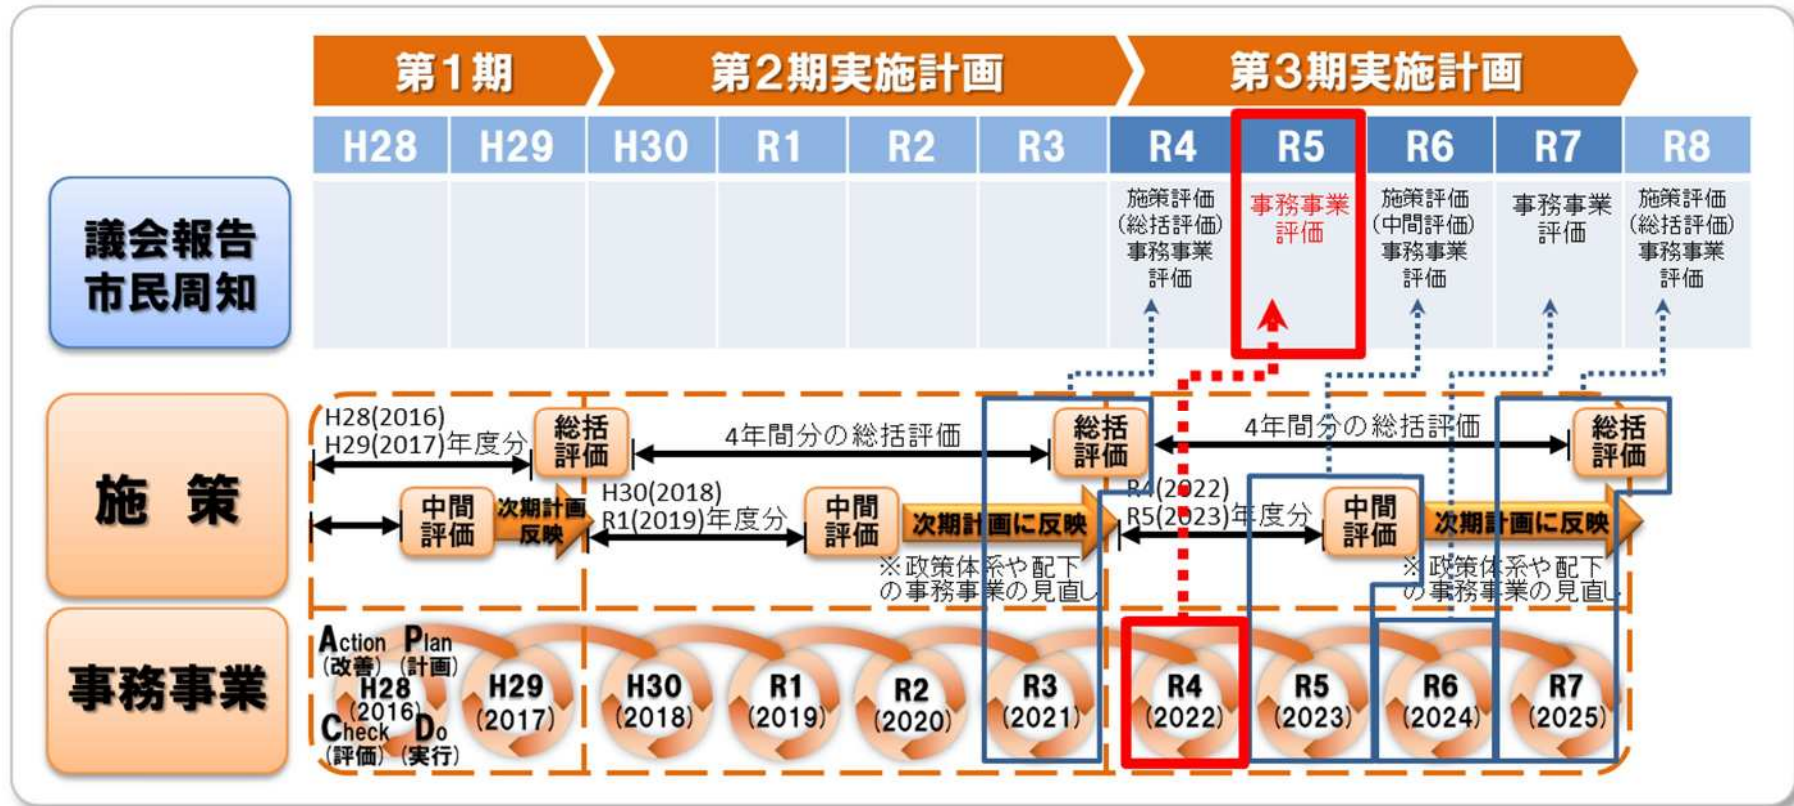 第1期
第2期実施計画
第3期実施計画
H28
H29
H30
R1
R2
R3
R4
R5
R6
R7
R8
議会報告
市民周知
施策評価
(総括評価)
事務事業
評価
事務事業
評価
施策評価
(中間評価)
事務事業
評価
事務事業
評価
施策評価
(総括評価)
事務事業
評価
施 策
H28(2016)
H29(2017)年度分
総括
評価
4年間分の総括評価
総括
評価
4年間分の総括評価
総括
評価
中間
評価
次期計画
反映
H30(2018)
R1(2019)年度分
中間
評価
次期計画に反映
※政策体系や配下
の事務事業の見直し
R4(2022)
R5(2023)年度分
中間
評価
次期計画に反映
※政策体系や配下
の事務事業の見直し
事務事業
Action Plan
(改善) (計画)
H28
(2016)
Check Do
(評価) (実行)
H29
(2017)
H30
(2018)
R1
(2019)
R2
(2020)
R3
(2021)
R4
(2022)
R5
(2023)
R6
(2024)
R7
(2025)